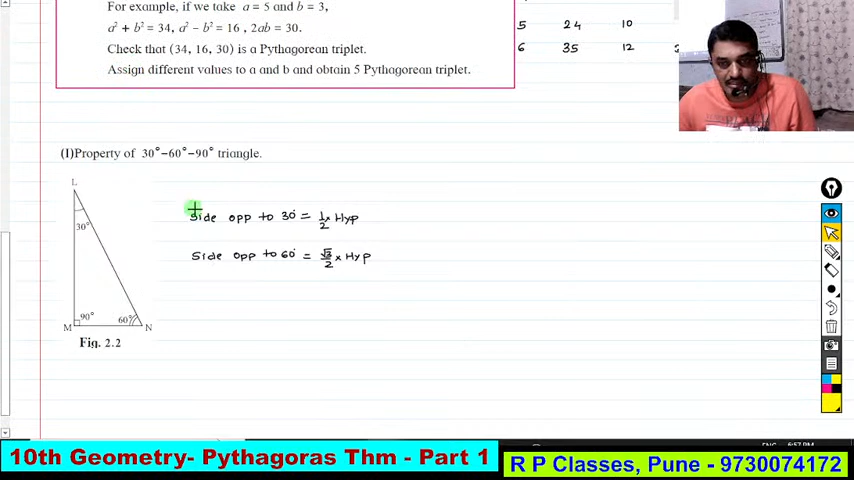 For example, if we take a = 5 and b = 3,
a² + b² = 34, a² − b² = 16 , 2ab = 30.
Check that (34, 16, 30) is a Pythagorean triplet.
Assign different values to a and b and obtain 5 Pythagorean triplet.
5 24 10
6 35 12
(I)Property of 30°−60°−90° triangle.
L
30°
90°
60°
M
N
Fig. 2.2
Side opp to 30° = 1/2 × Hyp
Side opp to 60° = √3/2 × Hyp
ENG
10th Geometry- Pythagoras Thm - Part 1
R P Classes, Pune - 9730074172